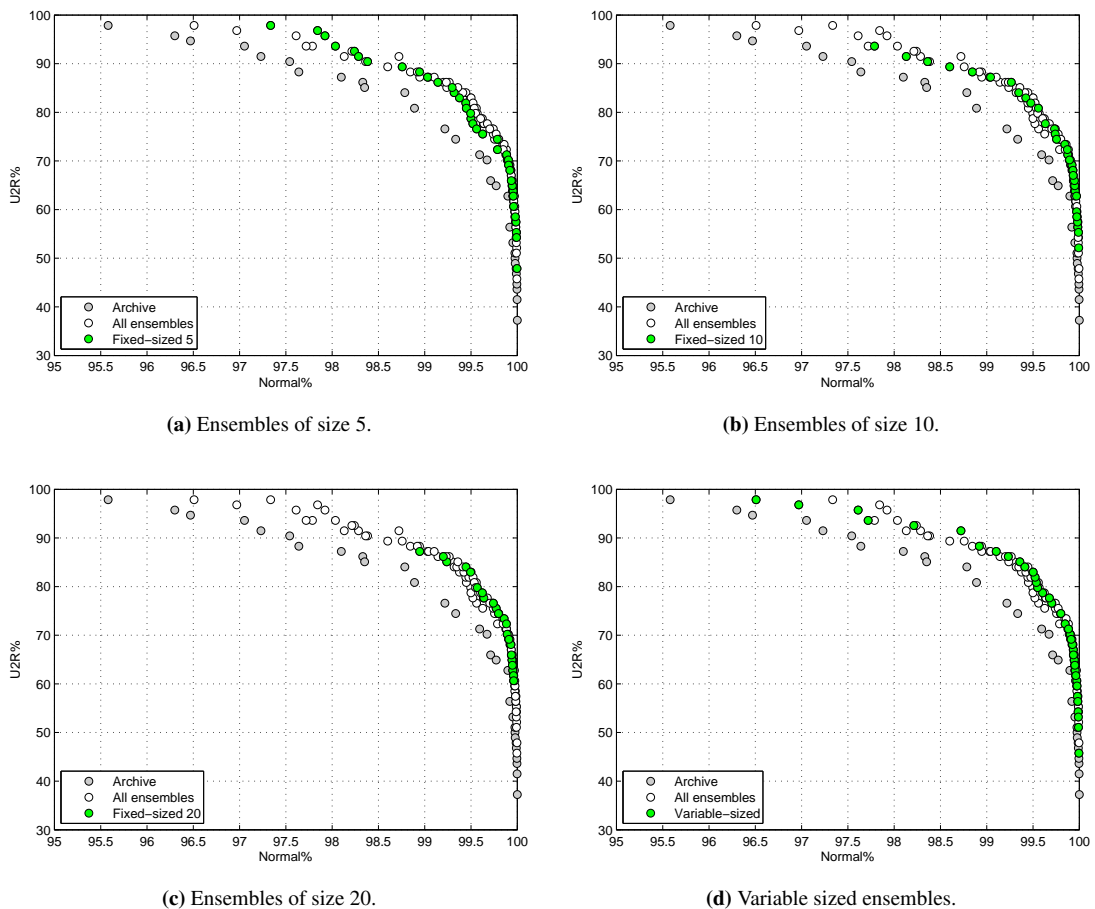 100
90
80
70
60
50
40
30
U2R%
Archive
All ensembles
Fixed−sized 5
95 95.5 96 96.5 97 97.5 98 98.5 99 99.5 100
Normal%
(a) Ensembles of size 5.
100
90
80
70
60
50
40
30
U2R%
Archive
All ensembles
Fixed−sized 10
95 95.5 96 96.5 97 97.5 98 98.5 99 99.5 100
Normal%
(b) Ensembles of size 10.
100
90
80
70
60
50
40
30
U2R%
Archive
All ensembles
Fixed−sized 20
95 95.5 96 96.5 97 97.5 98 98.5 99 99.5 100
Normal%
(c) Ensembles of size 20.
100
90
80
70
60
50
40
30
U2R%
Archive
All ensembles
Variable−sized
95 95.5 96 96.5 97 97.5 98 98.5 99 99.5 100
Normal%
(d) Variable sized ensembles.